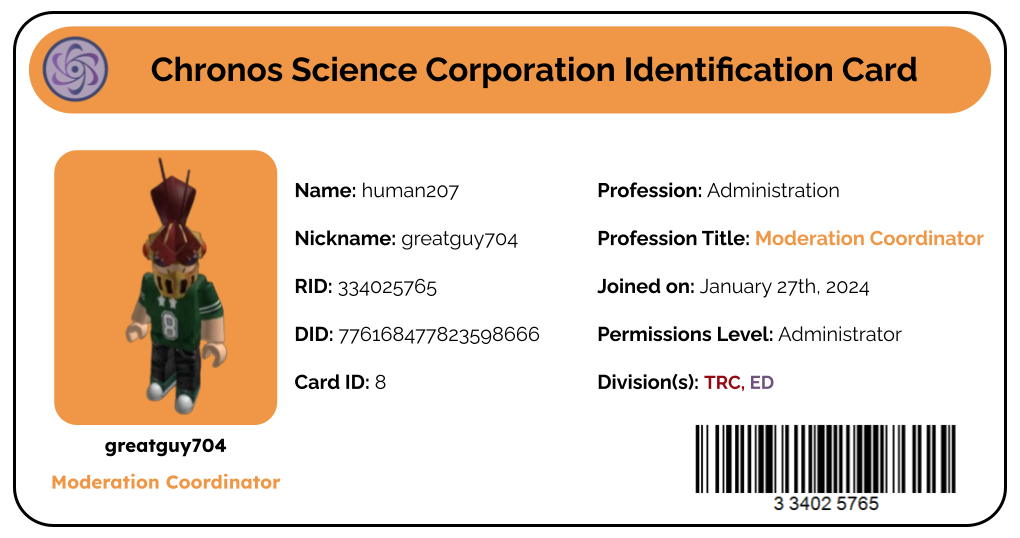 Chronos Science Corporation Identification Card
8
greatguy704
Moderation Coordinator
Name: human207
Nickname: greatguy704
RID: 334025765
DID: 776168477823598666
Card ID: 8
Profession: Administration
Profession Title: Moderation Coordinator
Joined on: January 27th, 2024
Permissions Level: Administrator
Division(s): TRC, ED
3 3402 5765